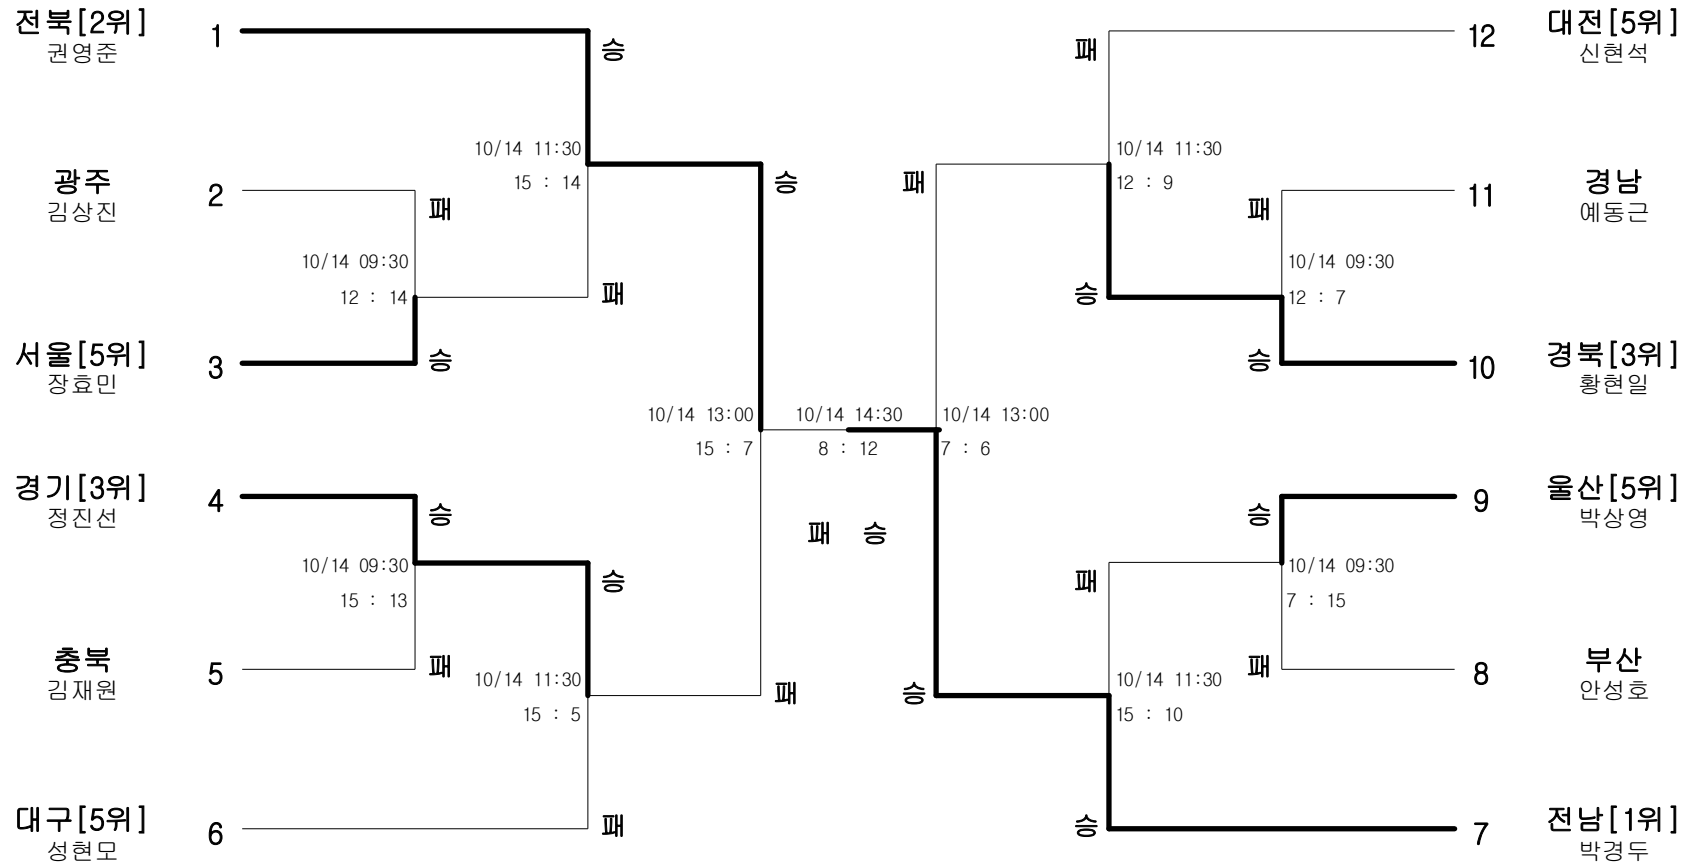 전북[2위]
권영준
1
승
패
12
대전[5위]
신현석
10/14 11:30
15 : 14
승
패
10/14 11:30
12 : 9
광주
김상진
2
패
패
11
경남
예동근
10/14 09:30
12 : 14
패
승
10/14 09:30
12 : 7
서울[5위]
장효민
3
승
승
10
경북[3위]
황현일
10/14 13:00
15 : 7
10/14 14:30
8 : 12
10/14 13:00
7 : 6
경기[3위]
정진선
4
승
패 승
승
9
울산[5위]
박상영
10/14 09:30
15 : 13
승
패
10/14 09:30
7 : 15
충북
김재원
5
패
패
8
부산
안성호
10/14 11:30
15 : 5
패
승
10/14 11:30
15 : 10
대구[5위]
성현모
6
패
승
7
전남[1위]
박경두